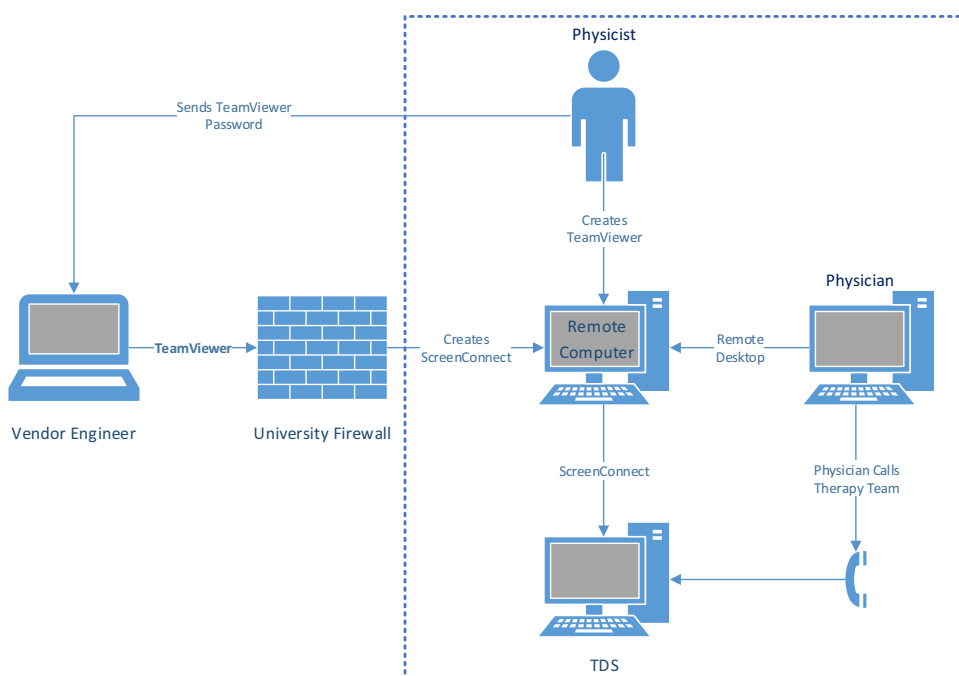 Physicist
Sends TeamViewer
Password
Creates
TeamViewer
Physician
TeamViewer
Creates
ScreenConnect
Remote
Computer
Remote
Desktop
Vendor Engineer
University Firewall
ScreenConnect
Physician Calls
Therapy Team
TDS